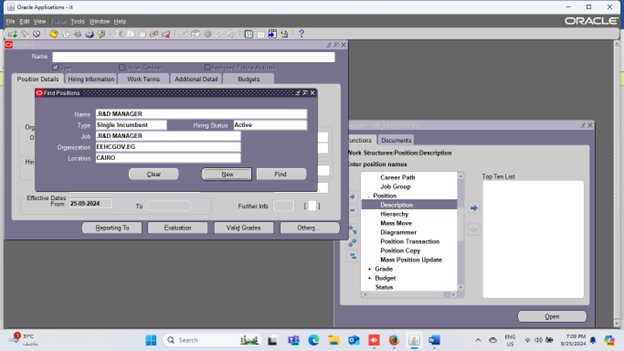 Oracle Applications - it
File Edit View Folder Tools Window Help
ORACLE
Name
Position Details Hiring Information Work Terms Additional Detail Budgets
Find Positions
Name .R&D MANAGER
Type Single Incumbent Hiring Status Active
Job .R&D MANAGER
Organization EEHCGOV.EG
Location CAIRO
Clear New Find
Effective Dates
From 25-09-2024 To Further Info [ ]
Reporting To Evaluation Valid Grades Others...
Documents
Work Structures:Position:Description
Enter position names
Top Ten List
Career Path
Job Group
- Position
Description
Hierarchy
Mass Move
Diagrammer
Position Transaction
Position Copy
Mass Position Update
+ Grade
+ Budget
Status
Open
31°C
Search
ENG
US
7:09 PM
9/25/2024